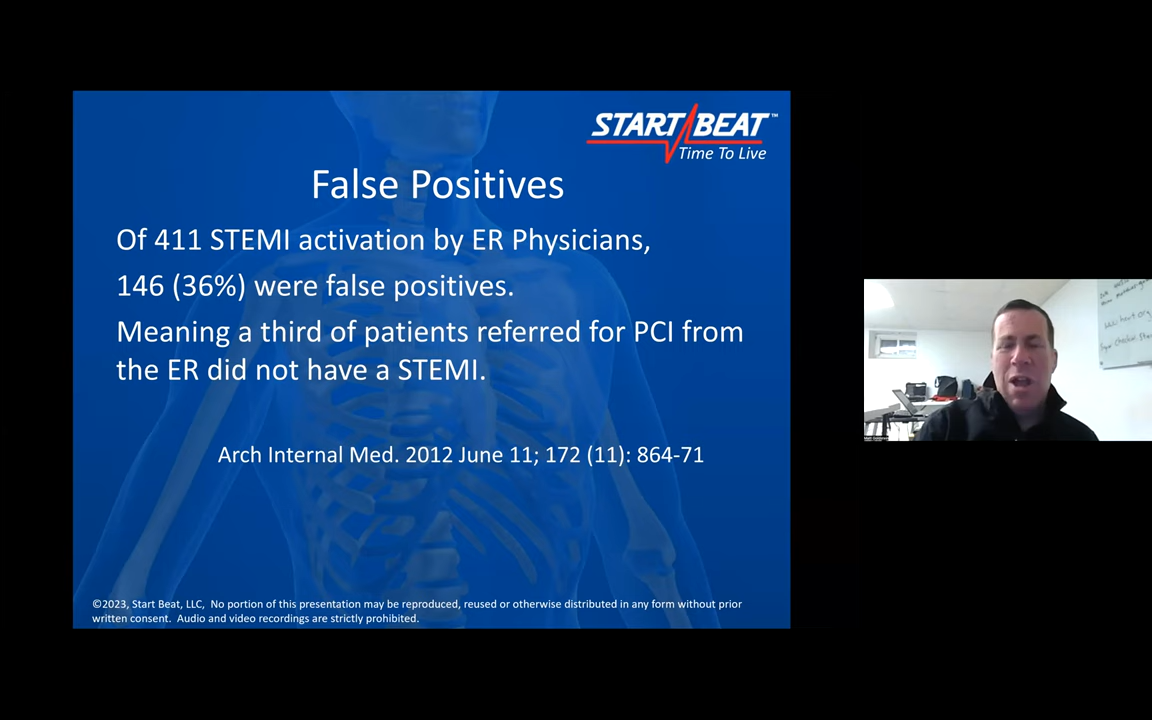 START BEAT™
Time To Live
False Positives
Of 411 STEMI activation by ER Physicians,
146 (36%) were false positives.
Meaning a third of patients referred for PCI from
the ER did not have a STEMI.
Arch Internal Med. 2012 June 11; 172 (11): 864-71
©2023, Start Beat, LLC, No portion of this presentation may be reproduced, reused or otherwise distributed in any form without prior
written consent. Audio and video recordings are strictly prohibited.